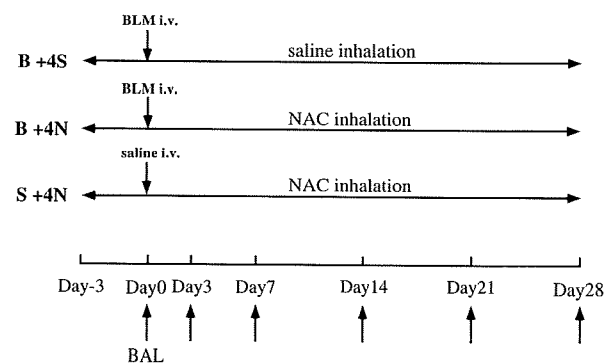 BLM i.v.
B +4S saline inhalation
BLM i.v.
B +4N NAC inhalation
saline i.v.
S +4N NAC inhalation
Day-3 Day0 Day3 Day7 Day14 Day21 Day28
BAL